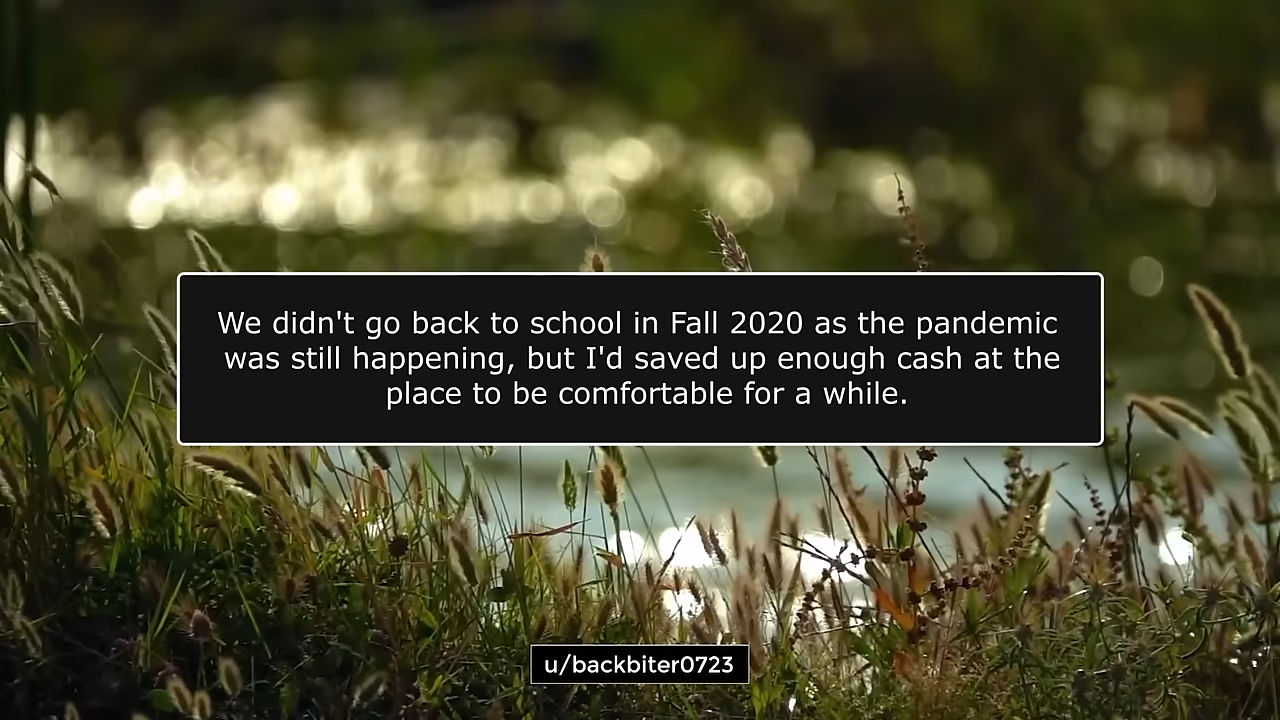 We didn't go back to school in Fall 2020 as the pandemic
was still happening, but I'd saved up enough cash at the
place to be comfortable for a while.
u/backbiter0723